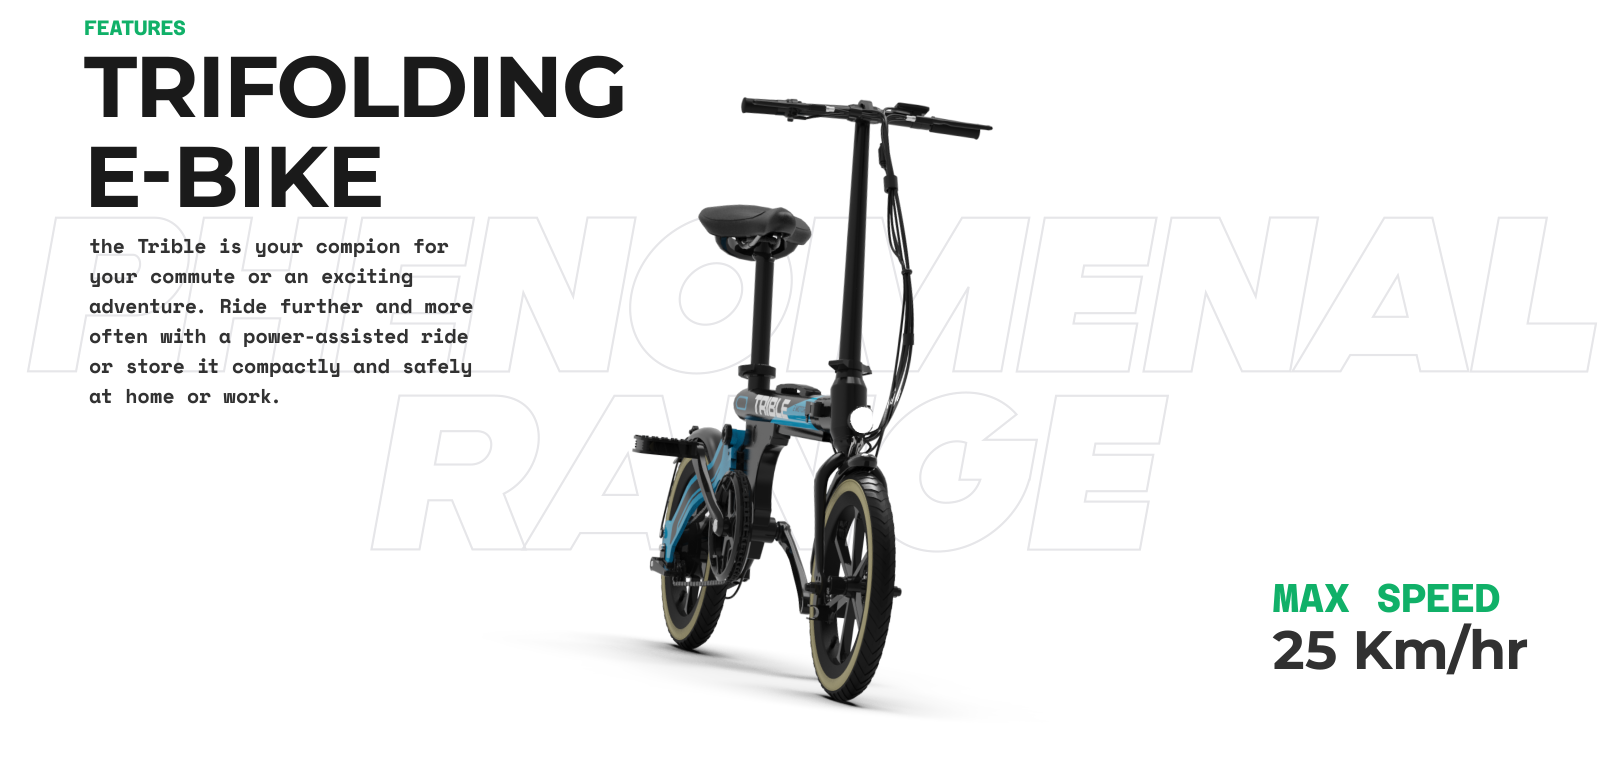 FEATURES
TRIFOLDING
E-BIKE
PHENOMENAL
RANGE
the Trible is your compion for
your commute or an exciting
adventure. Ride further and more
often with a power-assisted ride
or store it compactly and safely
at home or work.
TRIBLE
MAX SPEED
25 Km/hr